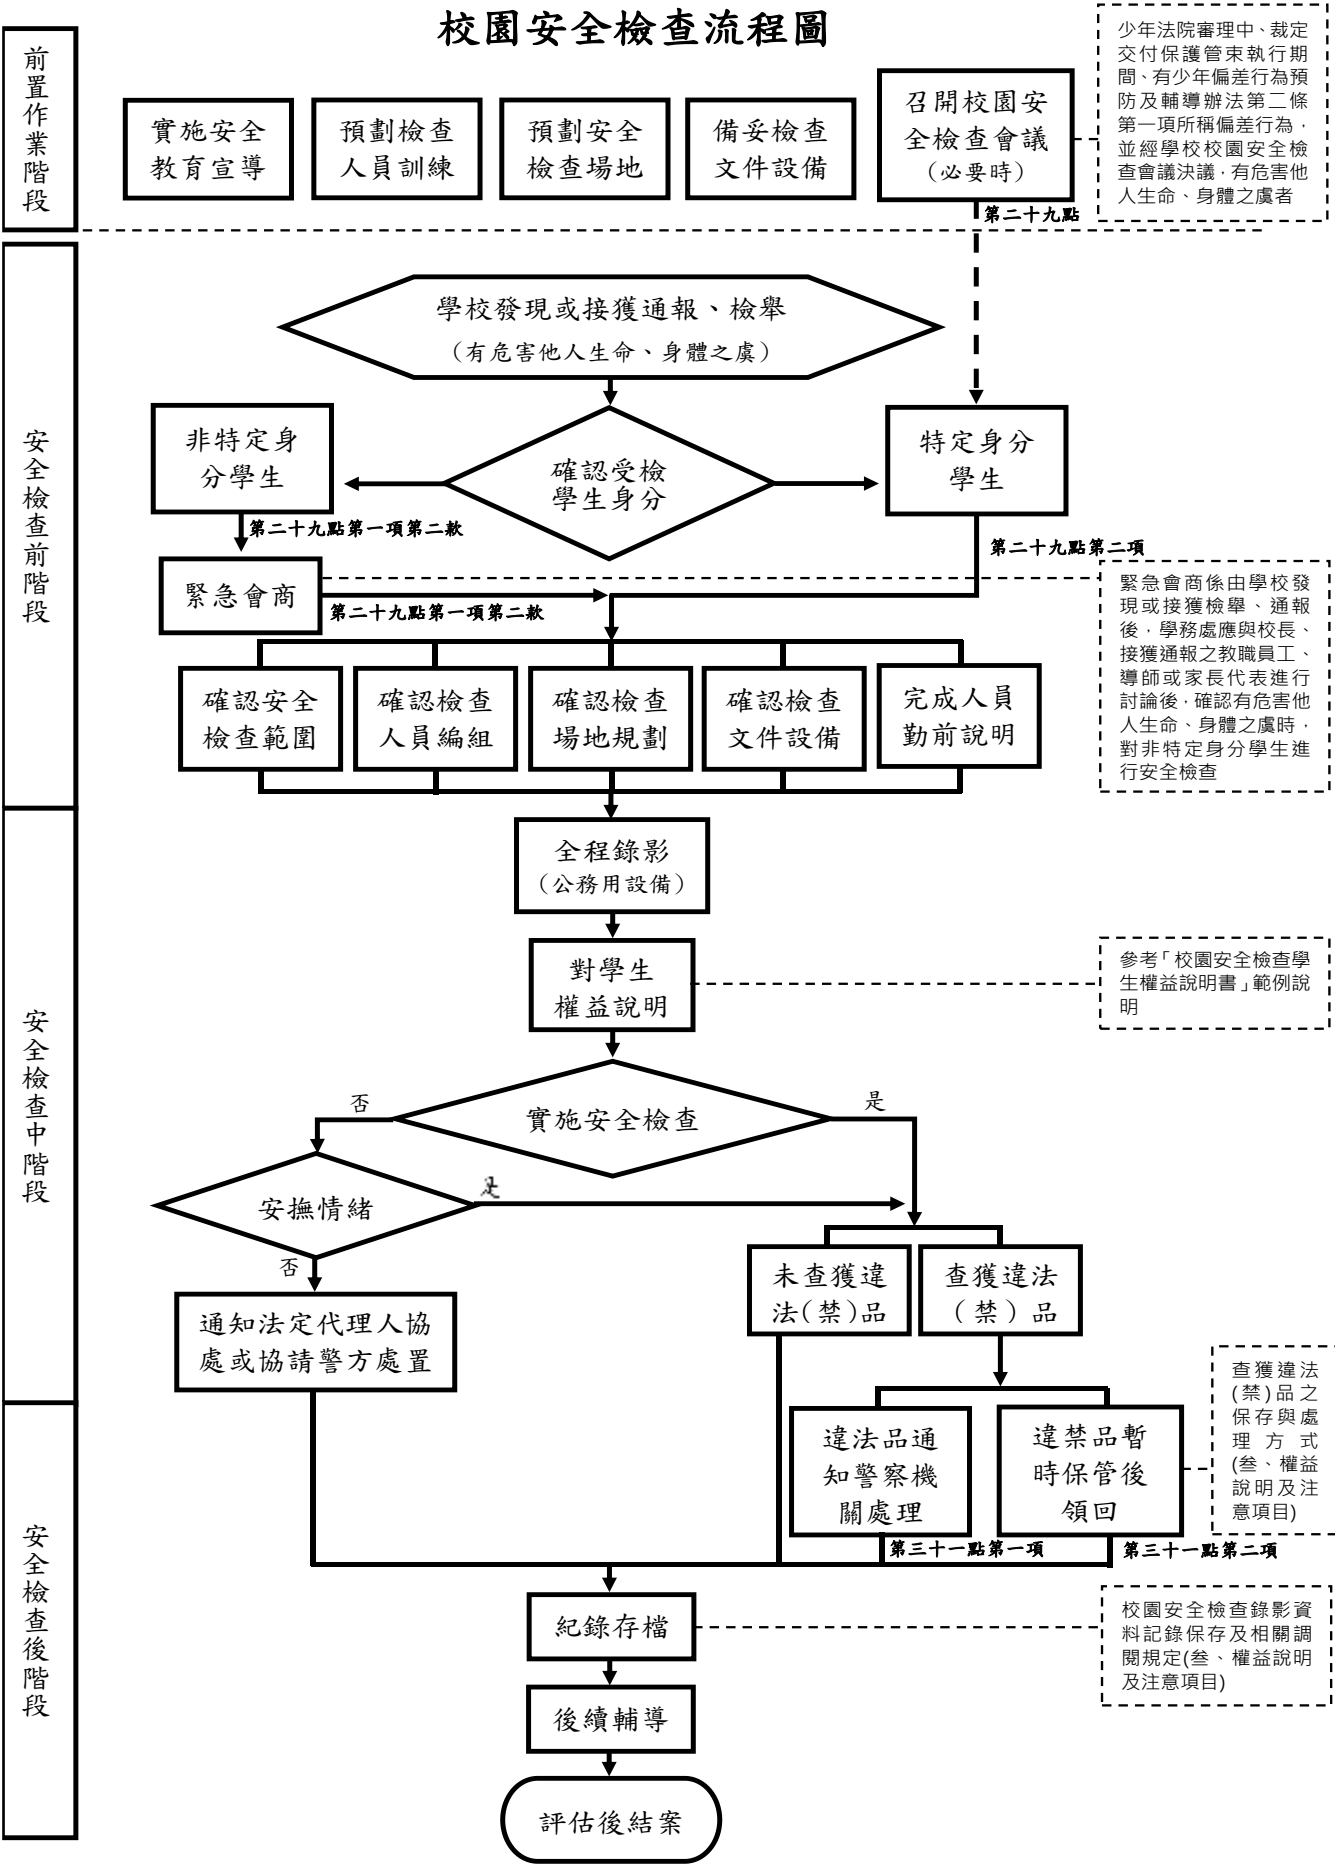 校園安全檢查流程圖
前置作業階段
實施安全
教育宣導
預劃檢查
人員訓練
預劃安全
檢查場地
備妥檢查
文件設備
召開校園安
全檢查會議
（必要時）
少年法院審理中、裁定
交付保護管束執行期
間、有少年偏差行為預
防及輔導辦法第二條
第一項所稱偏差行為，
並經學校校園安全檢
查會議決議，有危害他
人生命、身體之虞者
第二十九點
安全檢查前階段
學校發現或接獲通報、檢舉
（有危害他人生命、身體之虞）
非特定身
分學生
確認受檢
學生身分
特定身分
學生
第二十九點第一項第二款
第二十九點第二項
緊急會商
第二十九點第一項第二款
緊急會商係由學校發
現或接獲檢舉、通報
後，學務處應與校長、
接獲通報之教職員工、
導師或家長代表進行
討論後，確認有危害他
人生命、身體之虞時，
對非特定身分學生進
行安全檢查
確認安全
檢查範圍
確認檢查
人員編組
確認檢查
場地規劃
確認檢查
文件設備
完成人員
勤前說明
安全檢查中階段
全程錄影
（公務用設備）
對學生
權益說明
參考「校園安全檢查學
生權益說明書」範例說
明
實施安全檢查
否
是
安撫情緒
是
否
通知法定代理人協
處或協請警方處置
未查獲違
法（禁）品
查獲違法
（禁）品
安全檢查後階段
違法品通
知警察機
關處理
違禁品暫
時保管後
領回
查獲違法
(禁)品之
保存與處
理方式
(叁、權益
說明及注
意項目)
第三十一點第一項
第三十一點第二項
紀錄存檔
校園安全檢查錄影資
料記錄保存及相關調
閱規定(叁、權益說明
及注意項目)
後續輔導
評估後結案